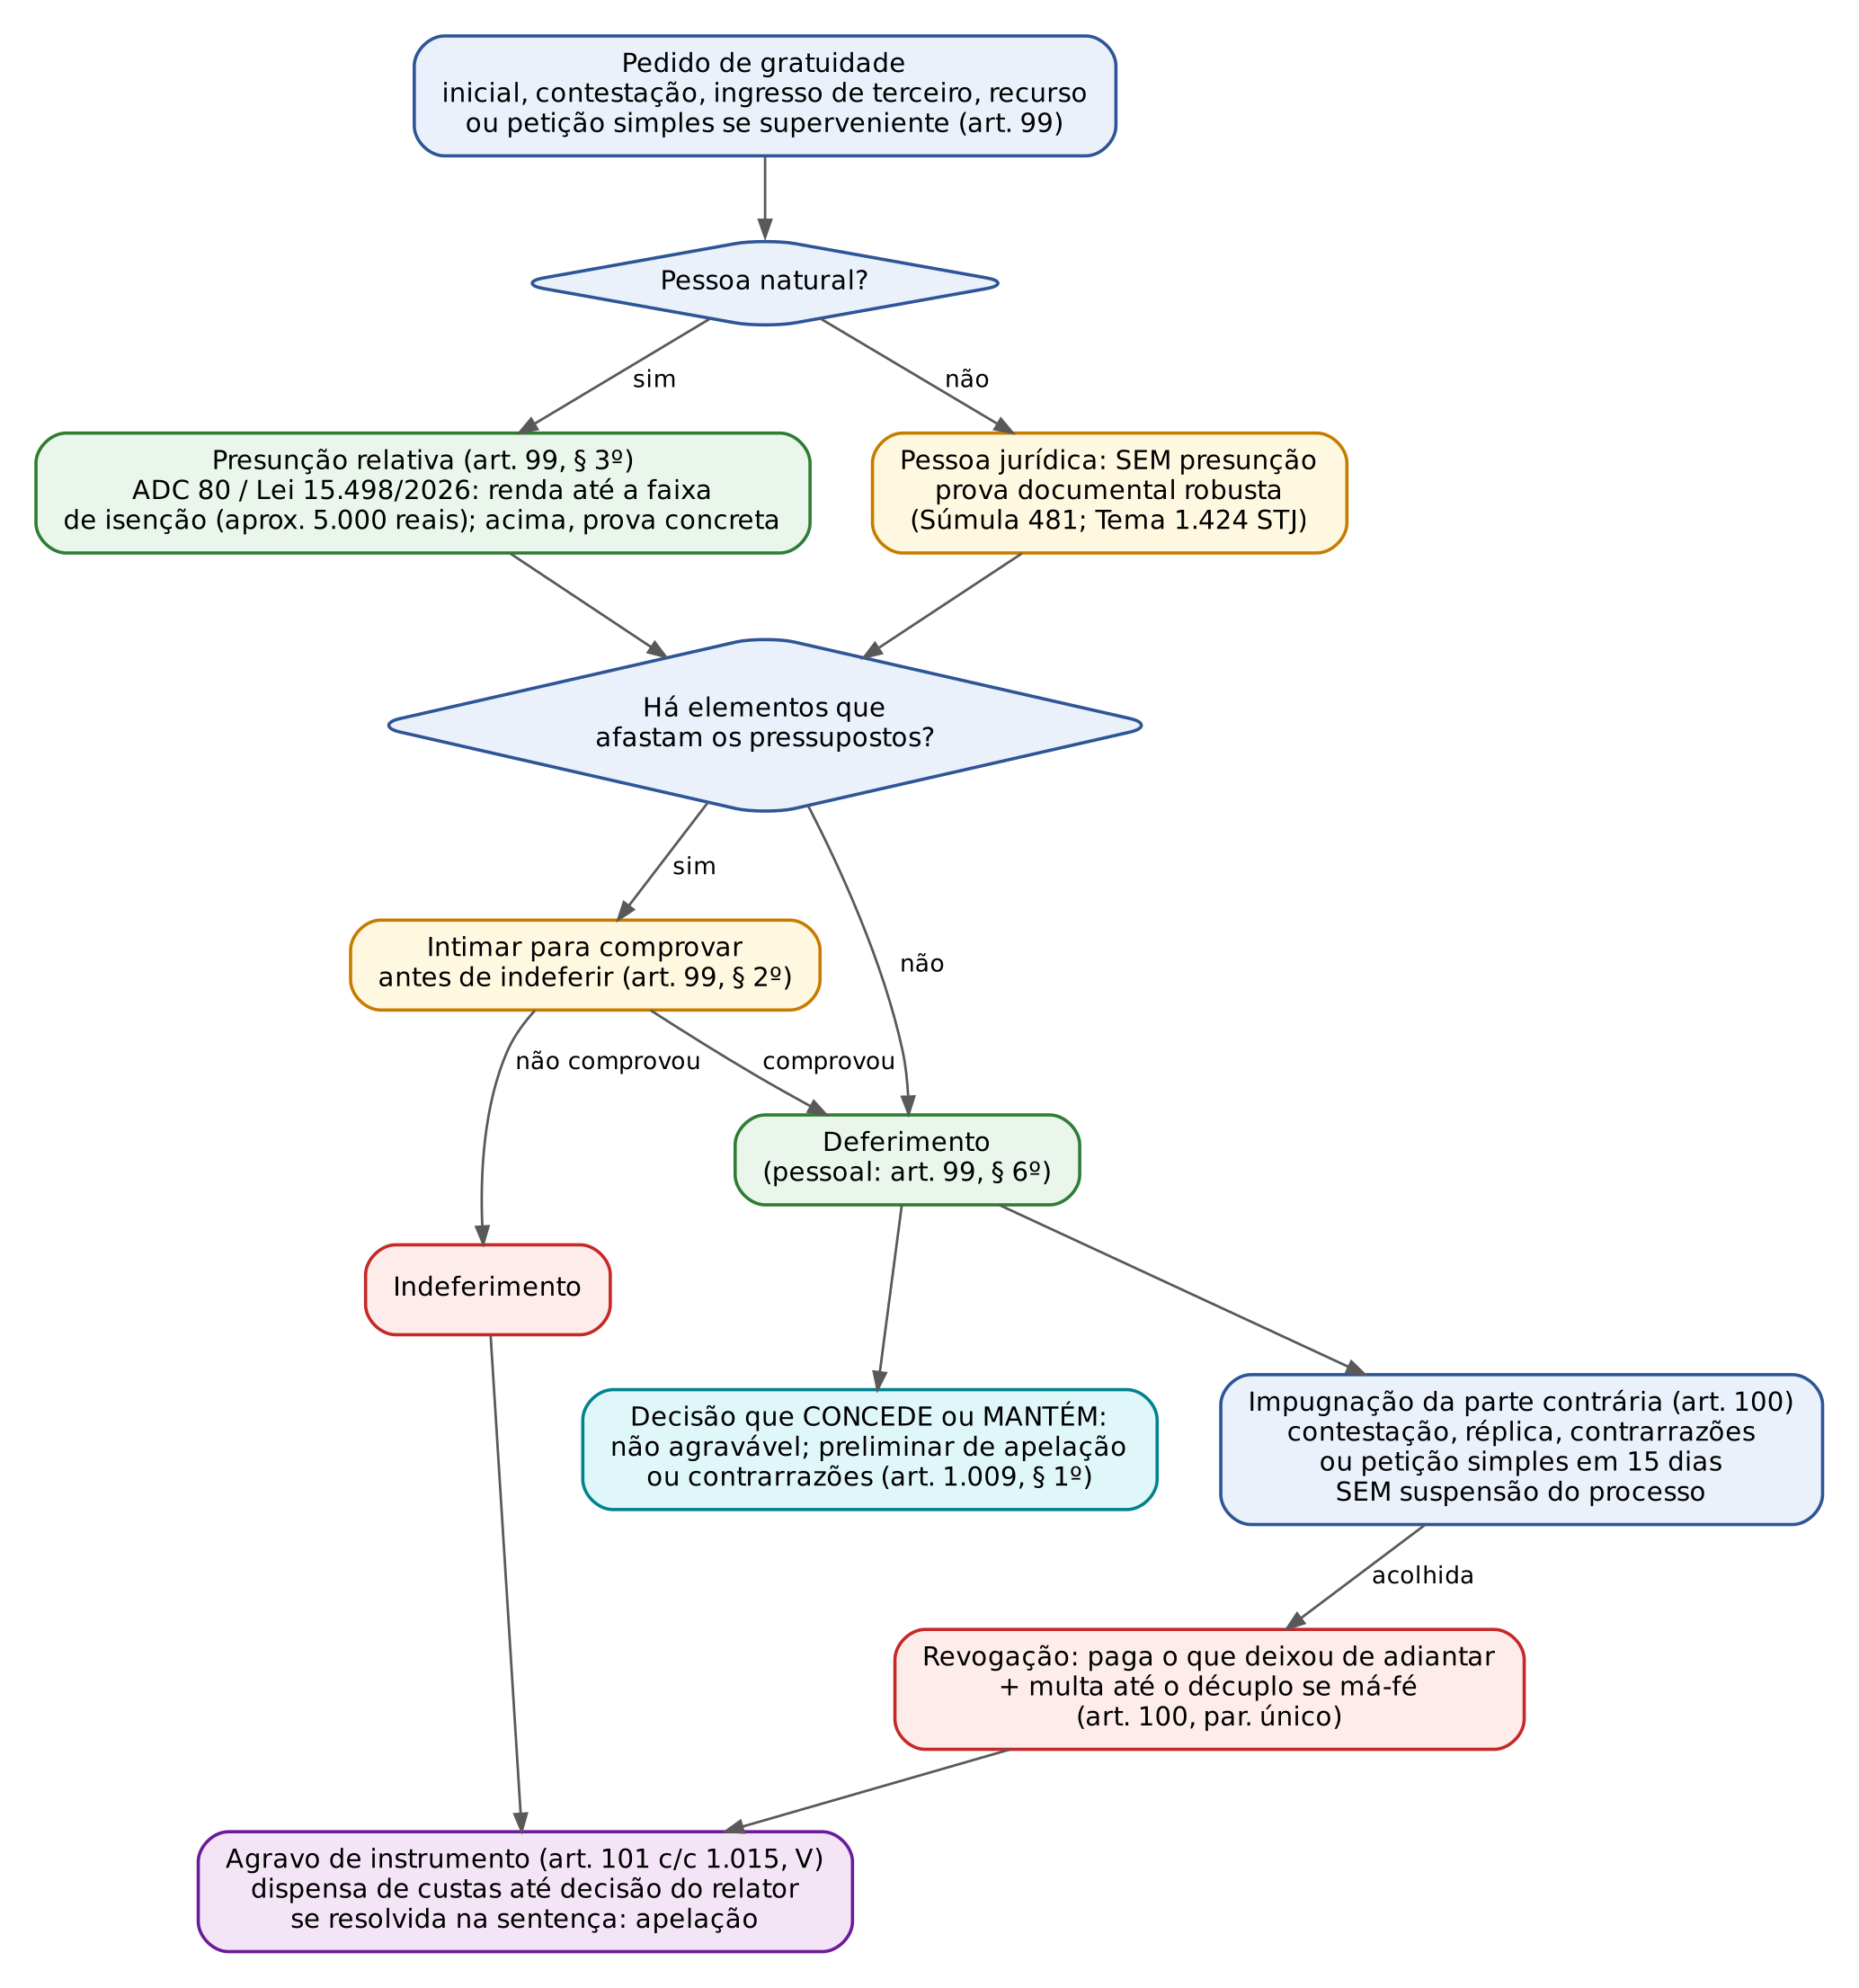 Pedido de gratuidade
inicial, contestação, ingresso de terceiro, recurso
ou petição simples se superveniente (art. 99)
Pessoa natural?
sim
não
Presunção relativa (art. 99, § 3º)
ADC 80 / Lei 15.498/2026: renda até a faixa
de isenção (aprox. 5.000 reais); acima, prova concreta
Pessoa jurídica: SEM presunção
prova documental robusta
(Súmula 481; Tema 1.424 STJ)
Há elementos que
afastam os pressupostos?
sim
não
Intimar para comprovar
antes de indeferir (art. 99, § 2º)
não comprovou
comprovou
Deferimento
(pessoal: art. 99, § 6º)
Indeferimento
Decisão que CONCEDE ou MANTÉM:
não agravável; preliminar de apelação
ou contrarrazões (art. 1.009, § 1º)
Impugnação da parte contrária (art. 100)
contestação, réplica, contrarrazões
ou petição simples em 15 dias
SEM suspensão do processo
acolhida
Revogação: paga o que deixou de adiantar
+ multa até o décuplo se má-fé
(art. 100, par. único)
Agravo de instrumento (art. 101 c/c 1.015, V)
dispensa de custas até decisão do relator
se resolvida na sentença: apelação